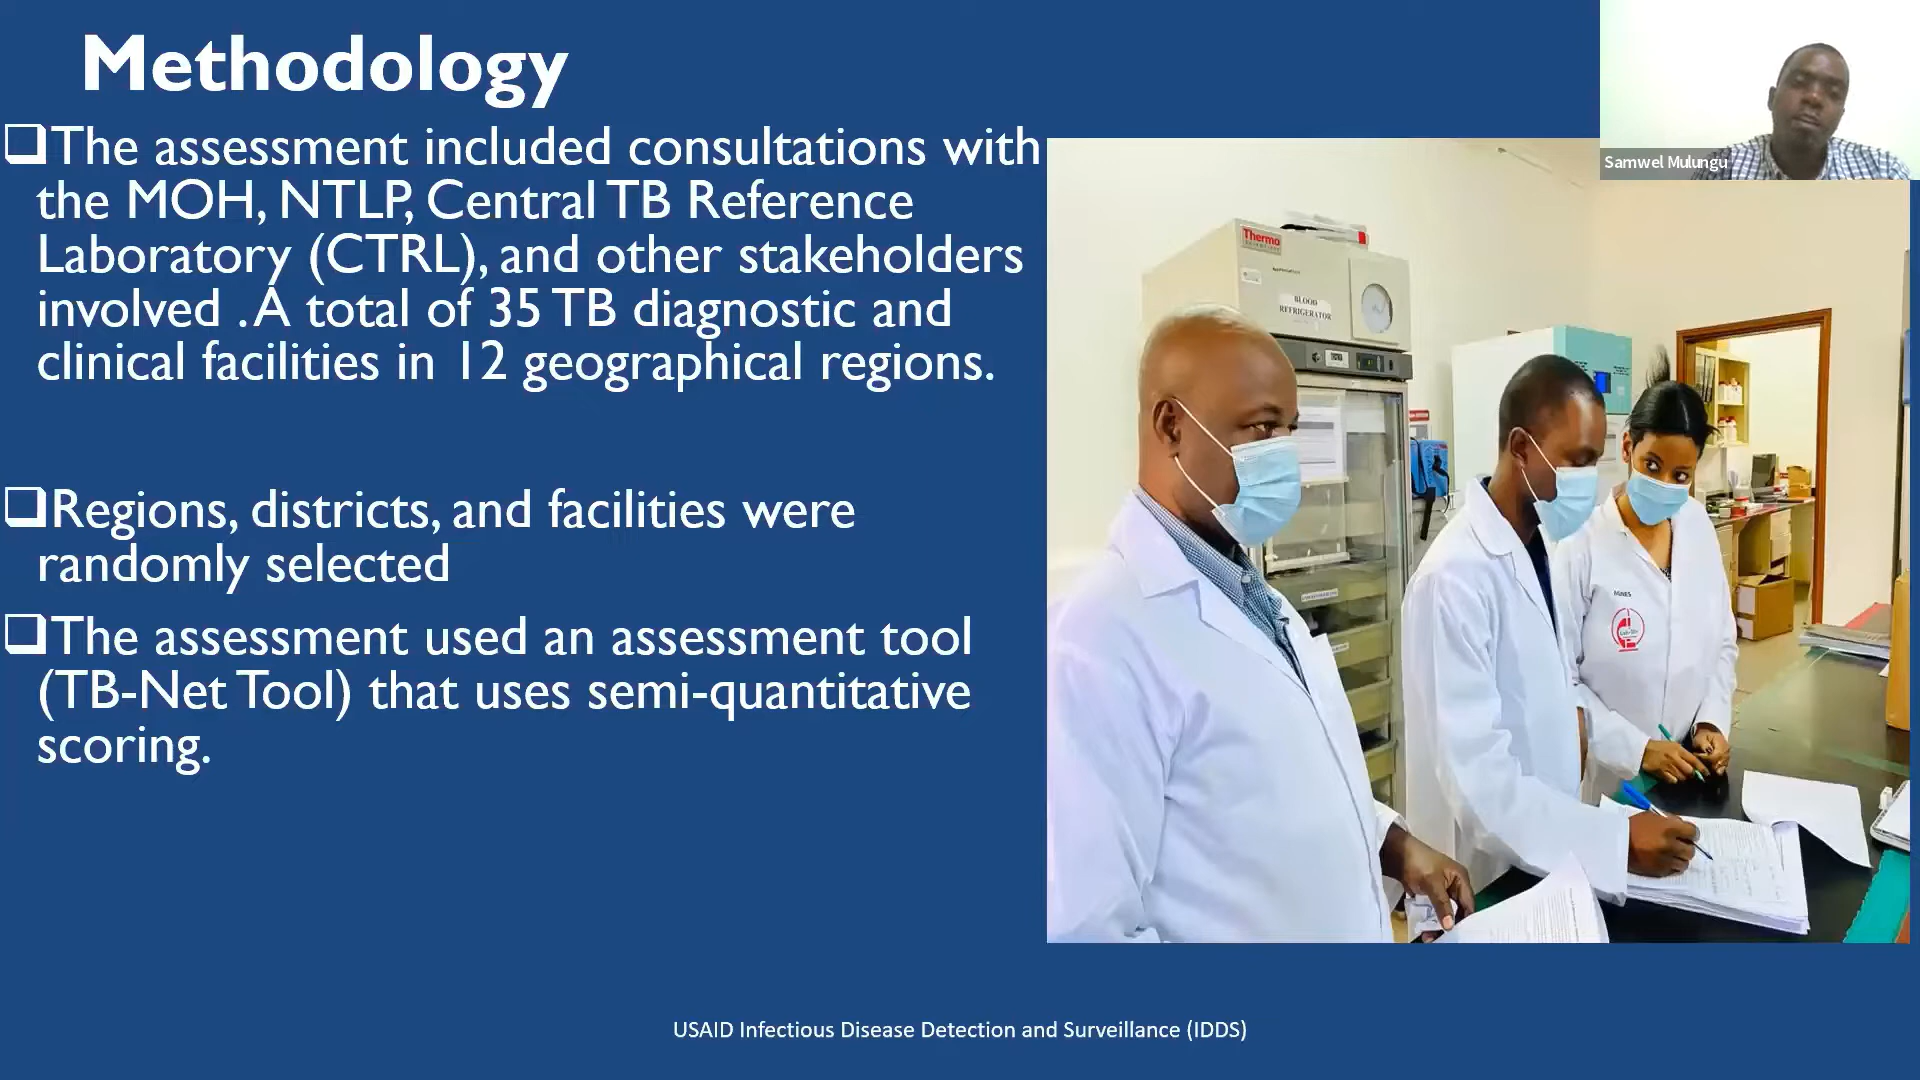 Methodology
❑The assessment included consultations with
the MOH, NTLP, Central TB Reference
Laboratory (CTRL), and other stakeholders
involved . A total of 35 TB diagnostic and
clinical facilities in 12 geographical regions.
❑Regions, districts, and facilities were
randomly selected
❑The assessment used an assessment tool
(TB-Net Tool) that uses semi-quantitative
scoring.
Samwel Mulungu
Thermo
BLOOD
REFRIGERATOR
AGNES
USAID Infectious Disease Detection and Surveillance (IDDS)